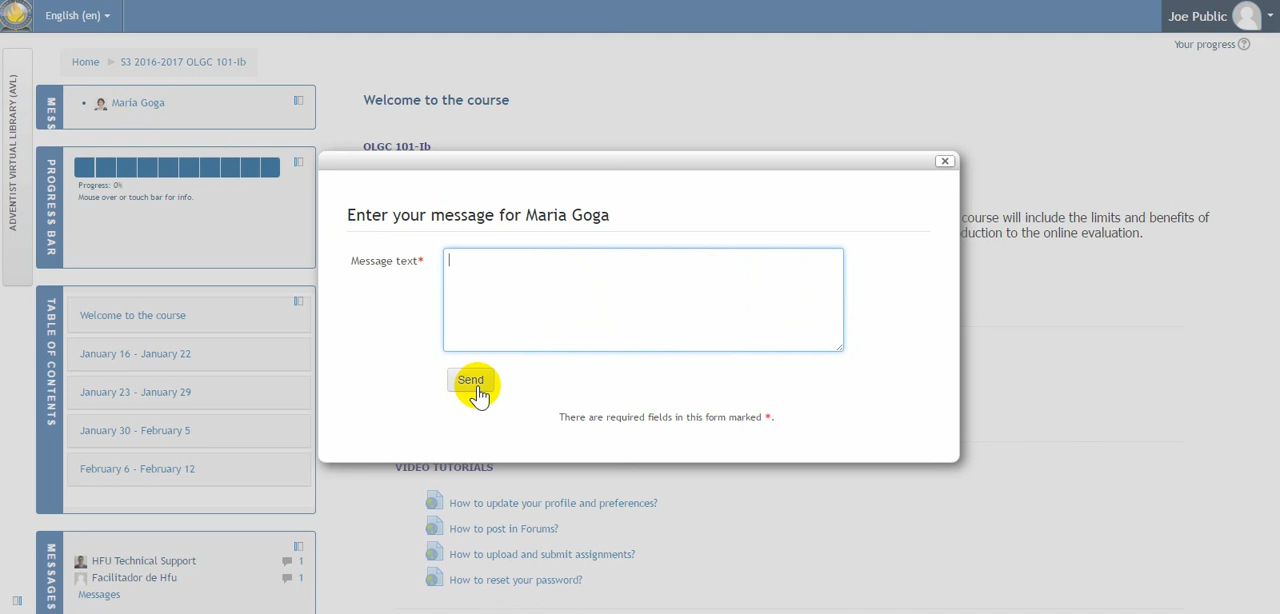 English (en)
Joe Public
Your progress
Home
S3 2016-2017 OLGC 101-Ib
ADVENTIST VIRTUAL LIBRARY (AVL)
MESS
Maria Goga
Welcome to the course
OLGC 101-Ib
PROGRESS BAR
Progress: 0%
Mouse over or touch bar for info.
Enter your message for Maria Goga
Message text*
Send
There are required fields in this form marked *.
course will include the limits and benefits of
duction to the online evaluation.
TABLE OF CONTENTS
Welcome to the course
January 16 - January 22
January 23 - January 29
January 30 - February 5
February 6 - February 12
VIDEO TUTORIALS
How to update your profile and preferences?
How to post in Forums?
How to upload and submit assignments?
How to reset your password?
MESSAGES
HFU Technical Support 1
Facilitador de Hfu 1
Messages